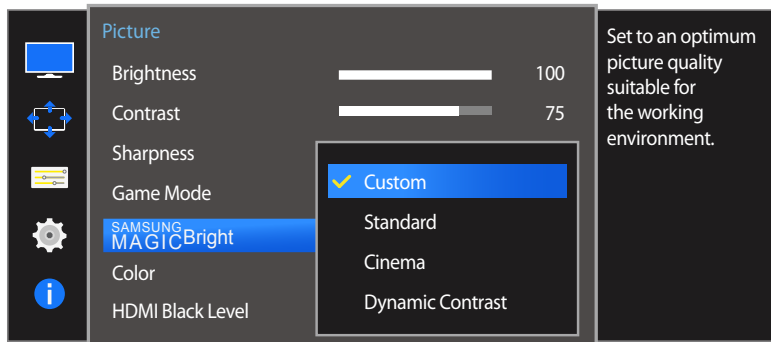 Picture
Brightness 100
Contrast 75
Sharpness
Game Mode
SAMSUNG
MAGICBright
Color
HDMI Black Level
Custom
Standard
Cinema
Dynamic Contrast
Set to an optimum
picture quality
suitable for
the working
environment.